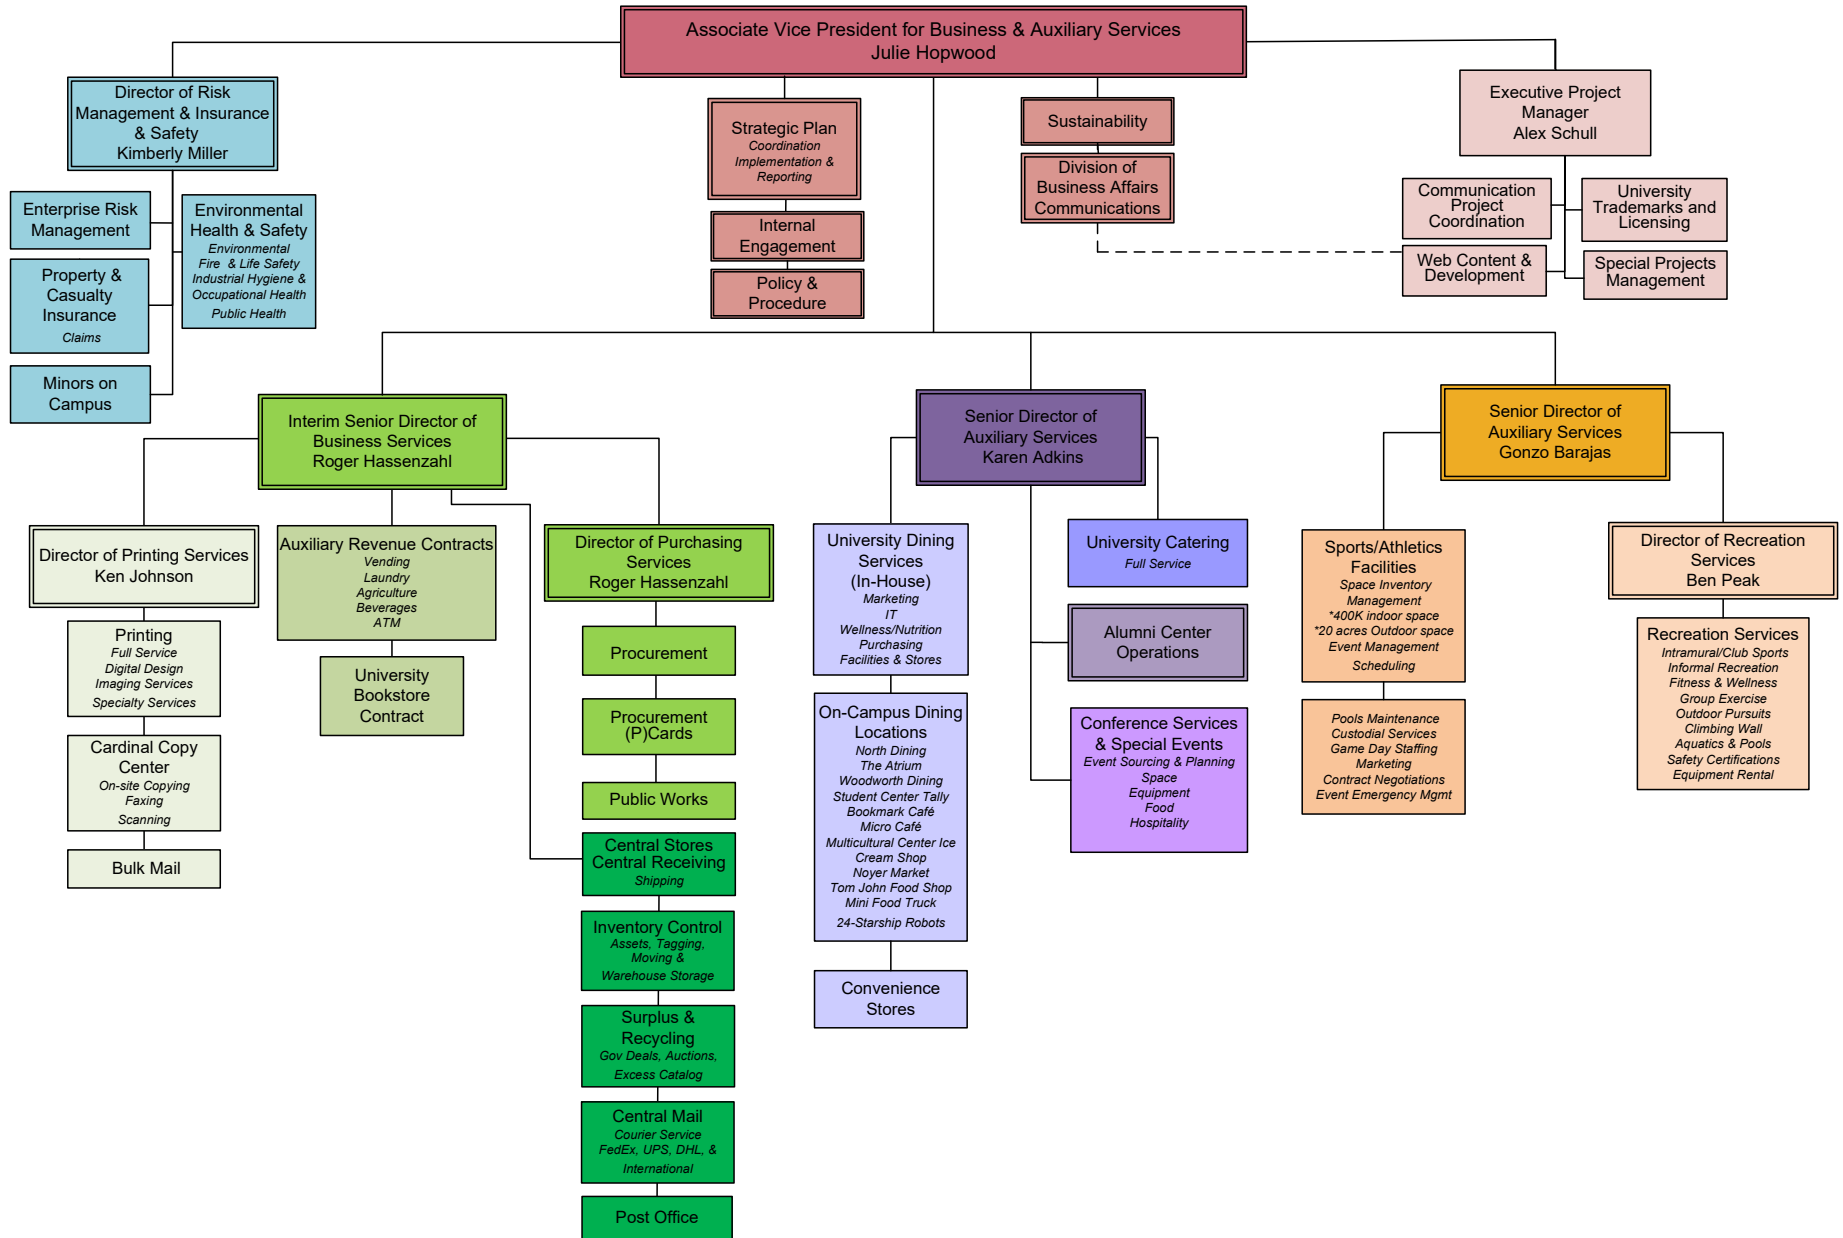 Associate Vice President for Business & Auxiliary Services
Julie Hopwood
Director of Risk
Management & Insurance
& Safety
Kimberly Miller
Enterprise Risk
Management
Property &
Casualty
Insurance
Claims
Minors on
Campus
Environmental
Health & Safety
Environmental
Fire & Life Safety
Industrial Hygiene &
Occupational Health
Public Health
Strategic Plan
Coordination
Implementation &
Reporting
Internal
Engagement
Policy &
Procedure
Sustainability
Division of
Business Affairs
Communications
Executive Project
Manager
Alex Schull
Communication
Project
Coordination
University
Trademarks and
Licensing
Web Content &
Development
Special Projects
Management
Interim Senior Director of
Business Services
Roger Hassenzahl
Director of Printing Services
Ken Johnson
Printing
Full Service
Digital Design
Imaging Services
Specialty Services
Cardinal Copy
Center
On-site Copying
Faxing
Scanning
Bulk Mail
Auxiliary Revenue Contracts
Vending
Laundry
Agriculture
Beverages
ATM
University
Bookstore
Contract
Director of Purchasing
Services
Roger Hassenzahl
Procurement
Procurement
(P)Cards
Public Works
Central Stores
Central Receiving
Shipping
Inventory Control
Assets, Tagging,
Moving &
Warehouse Storage
Surplus &
Recycling
Gov Deals, Auctions,
Excess Catalog
Central Mail
Courier Service
FedEx, UPS, DHL, &
International
Post Office
Senior Director of
Auxiliary Services
Karen Adkins
University Dining
Services
(In-House)
Marketing
IT
Wellness/Nutrition
Purchasing
Facilities & Stores
On-Campus Dining
Locations
North Dining
The Atrium
Woodworth Dining
Student Center Tally
Bookmark Café
Micro Café
Multicultural Center Ice
Cream Shop
Noyer Market
Tom John Food Shop
Mini Food Truck
24-Starship Robots
Convenience
Stores
University Catering
Full Service
Alumni Center
Operations
Conference Services
& Special Events
Event Sourcing & Planning
Space
Equipment
Food
Hospitality
Senior Director of
Auxiliary Services
Gonzo Barajas
Sports/Athletics
Facilities
Space Inventory
Management
*400K indoor space
*20 acres Outdoor space
Event Management
Scheduling
Pools Maintenance
Custodial Services
Game Day Staffing
Marketing
Contract Negotiations
Event Emergency Mgmt
Director of Recreation
Services
Ben Peak
Recreation Services
Intramural/Club Sports
Informal Recreation
Fitness & Wellness
Group Exercise
Outdoor Pursuits
Climbing Wall
Aquatics & Pools
Safety Certifications
Equipment Rental